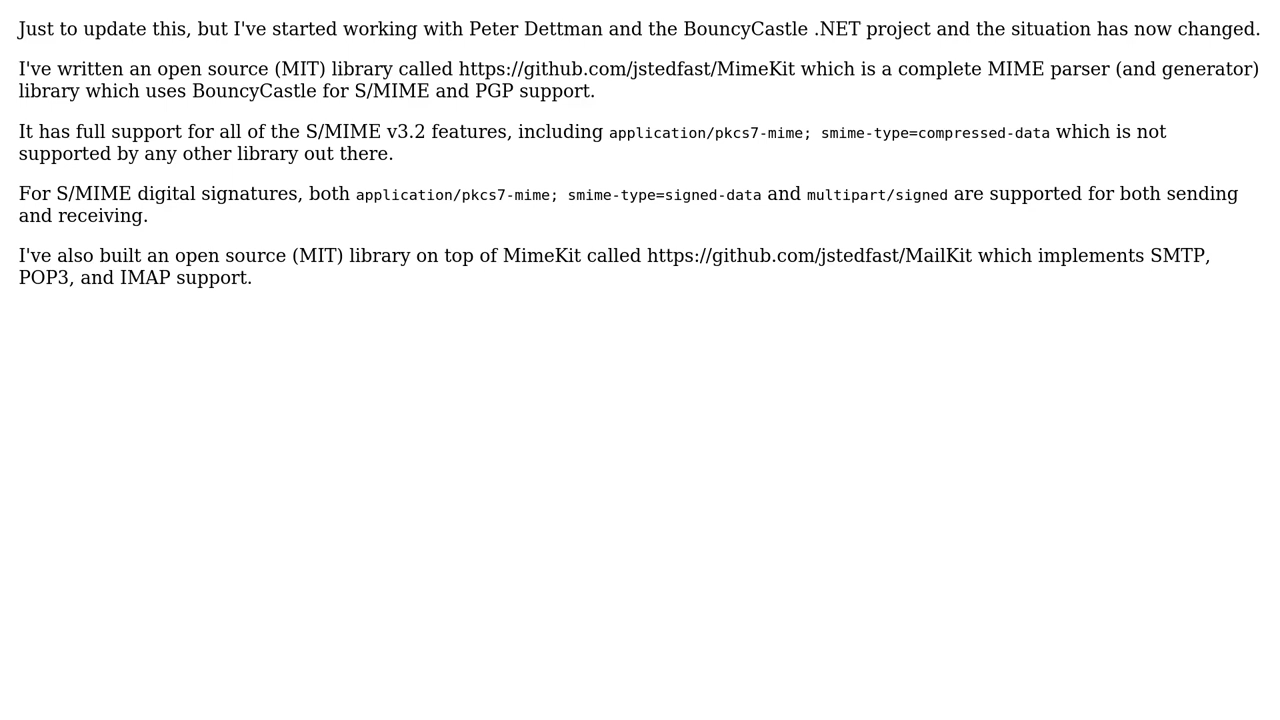 Just to update this, but I've started working with Peter Dettman and the BouncyCastle .NET project and the situation has now changed.
I've written an open source (MIT) library called https://github.com/jstedfast/MimeKit which is a complete MIME parser (and generator)
library which uses BouncyCastle for S/MIME and PGP support.
It has full support for all of the S/MIME v3.2 features, including application/pkcs7-mime; smime-type=compressed-data which is not
supported by any other library out there.
For S/MIME digital signatures, both application/pkcs7-mime; smime-type=signed-data and multipart/signed are supported for both sending
and receiving.
I've also built an open source (MIT) library on top of MimeKit called https://github.com/jstedfast/MailKit which implements SMTP,
POP3, and IMAP support.